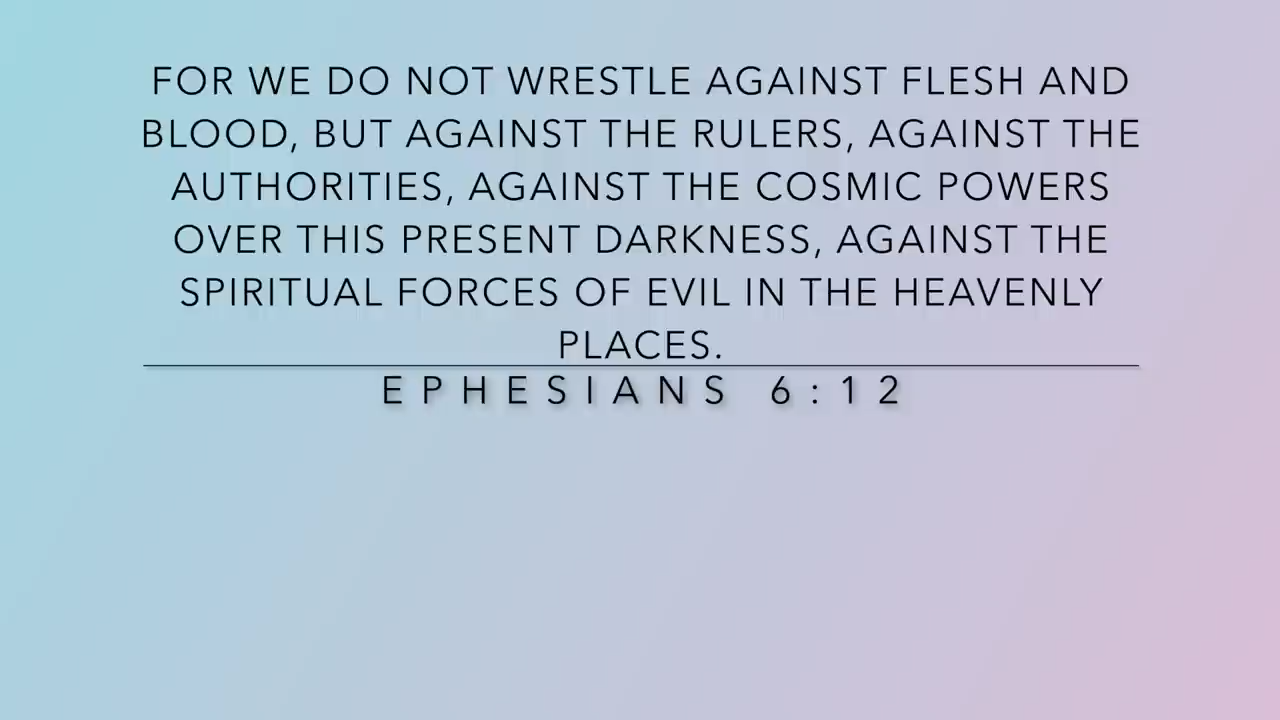 FOR WE DO NOT WRESTLE AGAINST FLESH AND
BLOOD, BUT AGAINST THE RULERS, AGAINST THE
AUTHORITIES, AGAINST THE COSMIC POWERS
OVER THIS PRESENT DARKNESS, AGAINST THE
SPIRITUAL FORCES OF EVIL IN THE HEAVENLY
PLACES.
EPHESIANS 6:12